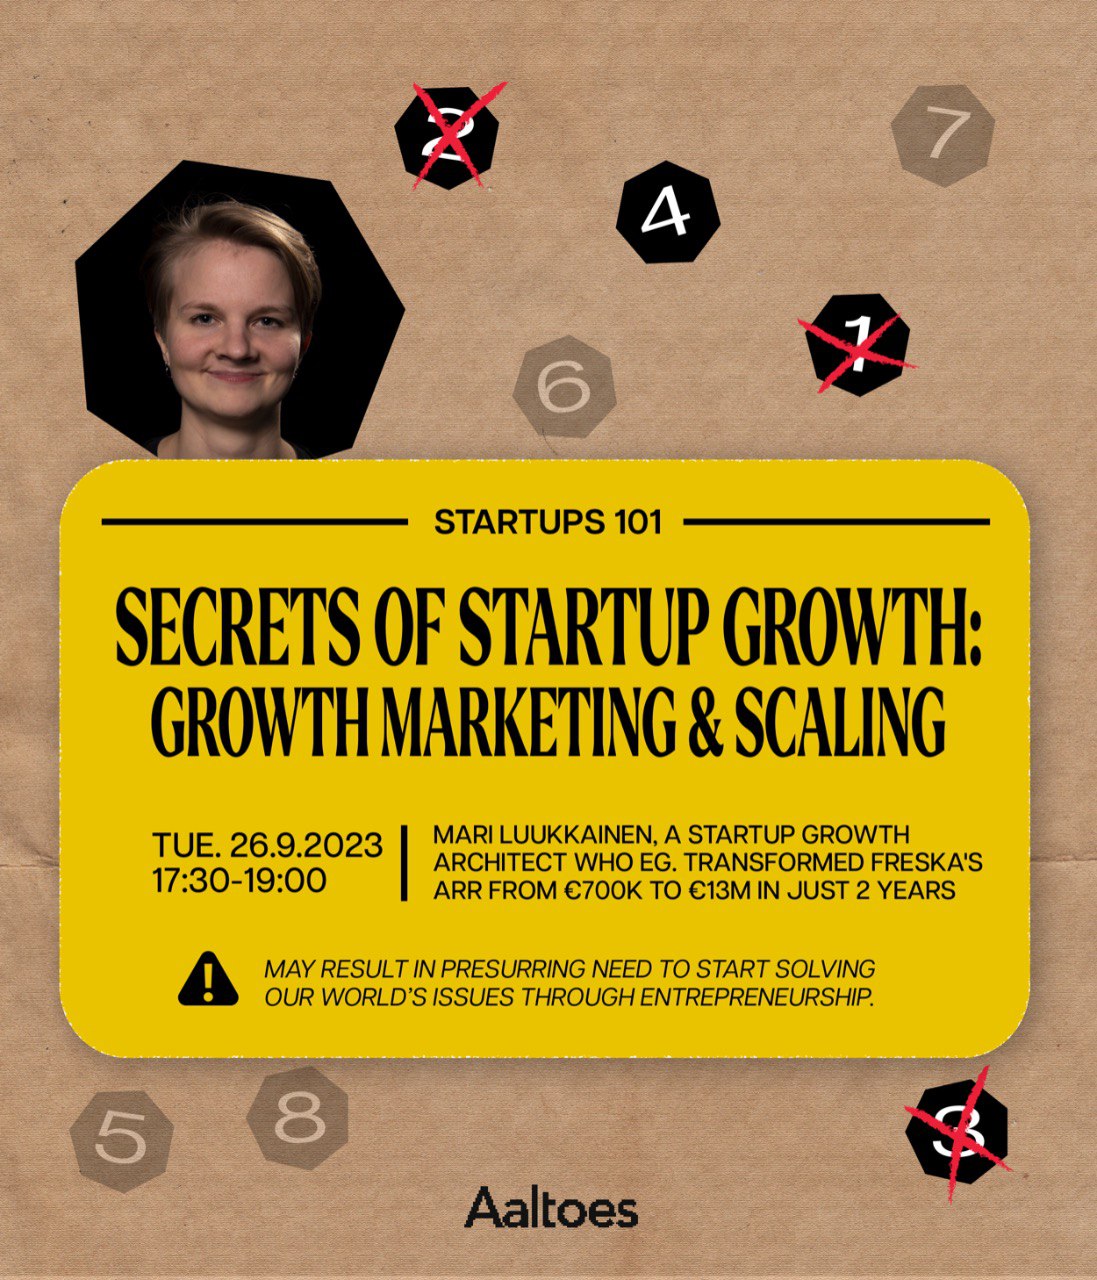 2
7
4
1
6
STARTUPS 101
SECRETS OF STARTUP GROWTH:
GROWTH MARKETING & SCALING
TUE. 26.9.2023
17:30-19:00
MARI LUUKKAINEN, A STARTUP GROWTH
ARCHITECT WHO EG. TRANSFORMED FRESKA'S
ARR FROM €700K TO €13M IN JUST 2 YEARS
MAY RESULT IN PRESURRING NEED TO START SOLVING
OUR WORLD'S ISSUES THROUGH ENTREPRENEURSHIP.
5
8
3
Aaltoes